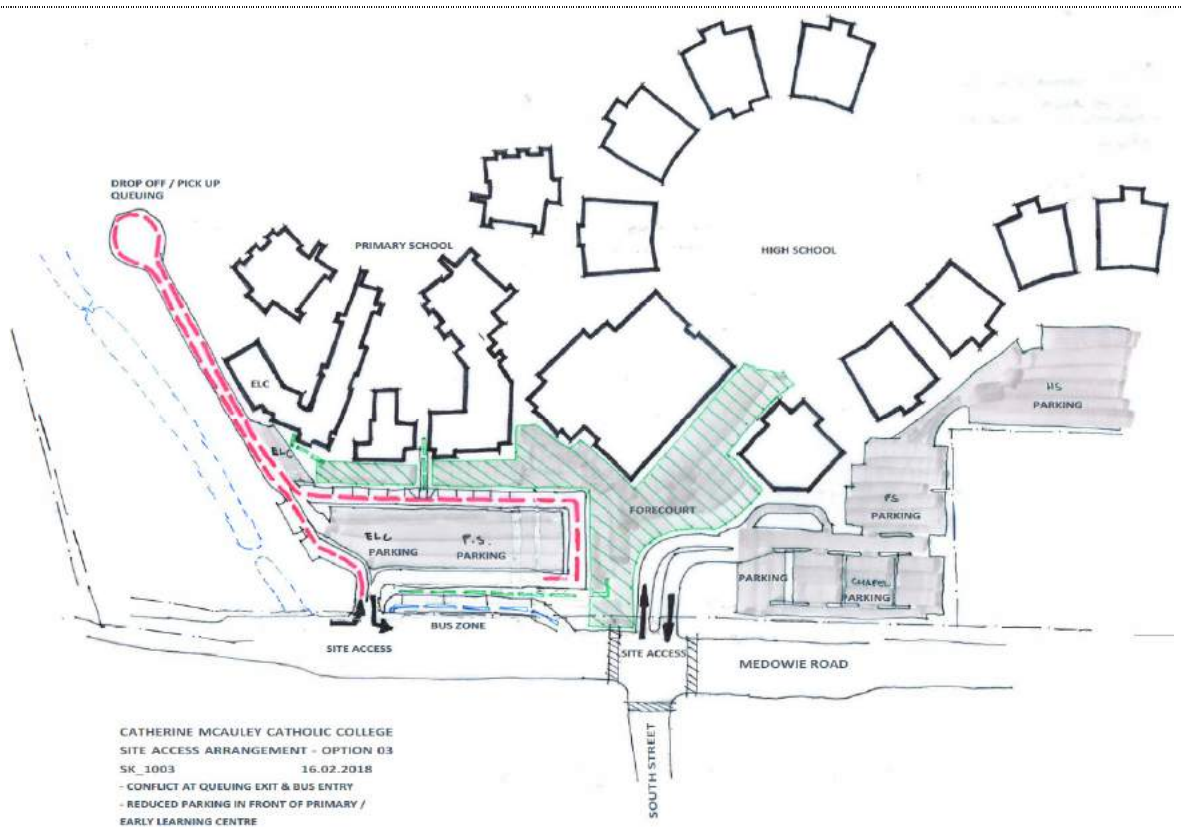 DROP OFF / PICK UP
QUEUING
PRIMARY SCHOOL
HIGH SCHOOL
ELC
ELC
HS
PARKING
FORECOURT
P.S.
PARKING
ELC
PARKING
P.S.
PARKING
PARKING
CHAPEL
PARKING
BUS ZONE
SITE ACCESS
SITE ACCESS
MEDOWIE ROAD
SOUTH STREET
CATHERINE MCAULEY CATHOLIC COLLEGE
SITE ACCESS ARRANGEMENT - OPTION 03
SK_1003 16.02.2018
- CONFLICT AT QUEUING EXIT & BUS ENTRY
- REDUCED PARKING IN FRONT OF PRIMARY /
EARLY LEARNING CENTRE